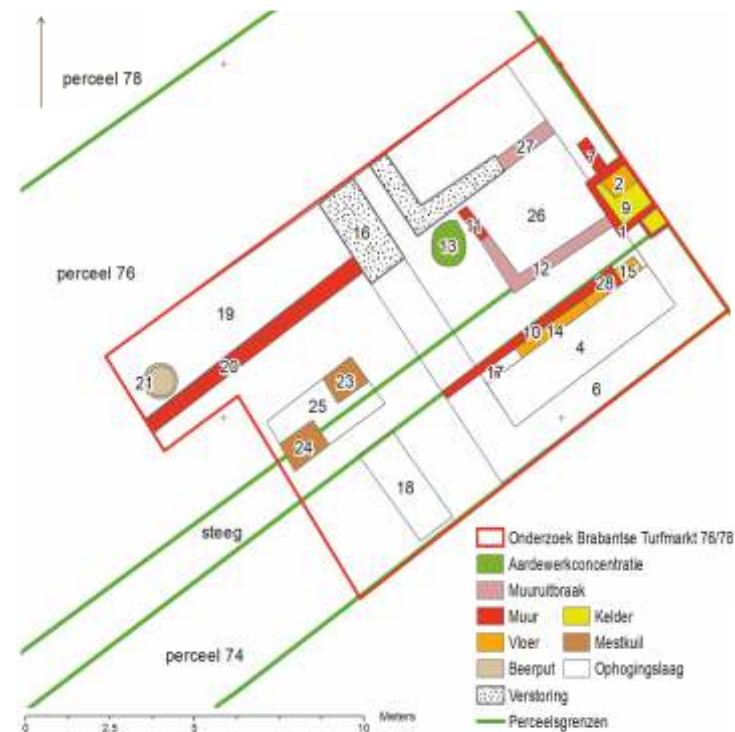 perceel 78
27
7
2
9
1
26
11
16
13
12
perceel 76
15
28
19
10
14
4
17
20
6
21
23
25
24
18
steeg
Onderzoek Brabantse Turfmarkt 76/78
Aardewerkconcentratie
Muuruitbraak
Muur Kelder
Vloer Mestkuil
perceel 74
Beerput Ophogingslaag
Verstoring
Meters
Perceelsgrenzen
0 2.5 5 10